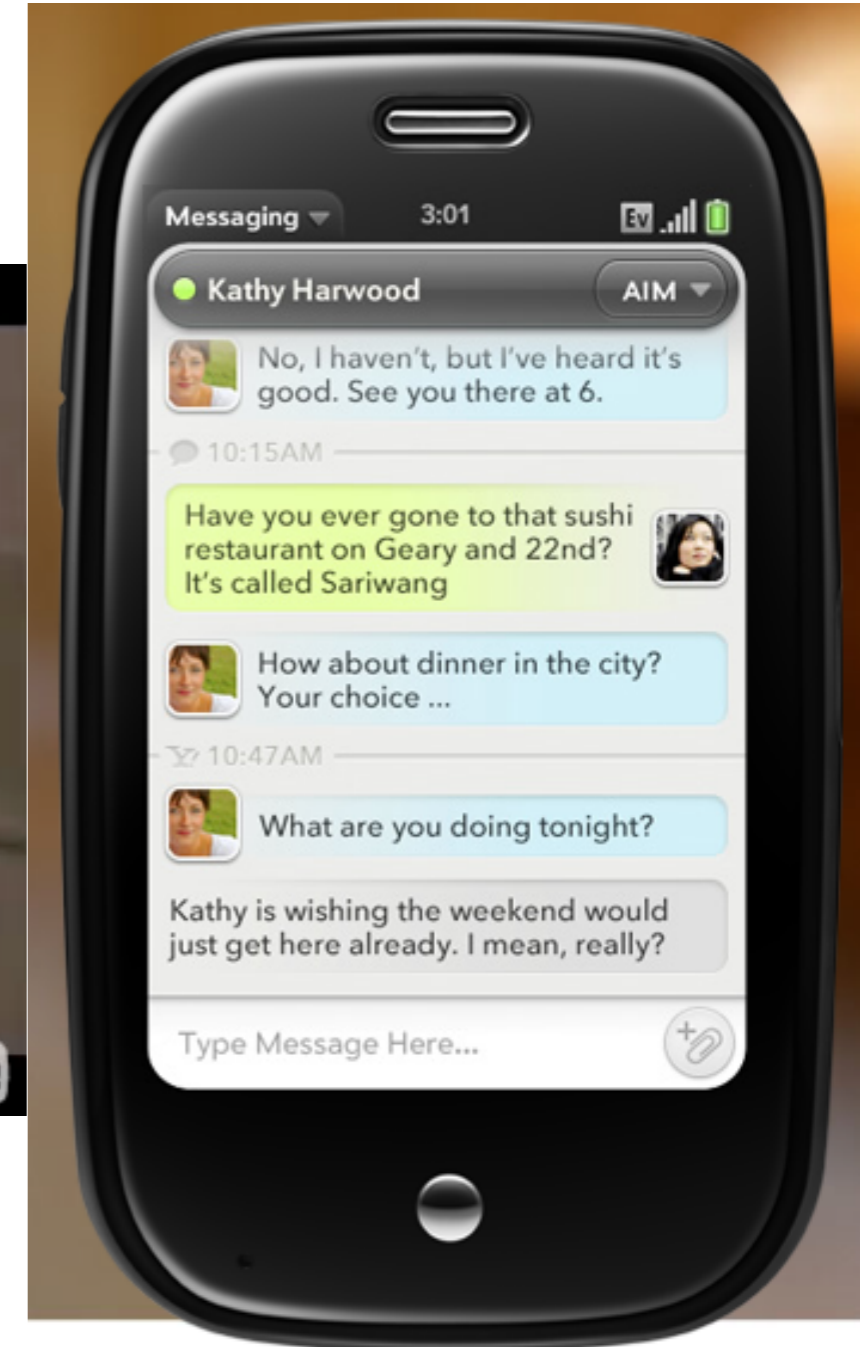 Messaging
3:01
Ev
Kathy Harwood
AIM
No, I haven't, but I've heard it's
good. See you there at 6.
10:15AM
Have you ever gone to that sushi
restaurant on Geary and 22nd?
It's called Sariwang
How about dinner in the city?
Your choice ...
Y! 10:47AM
What are you doing tonight?
Kathy is wishing the weekend would
just get here already. I mean, really?
Type Message Here...